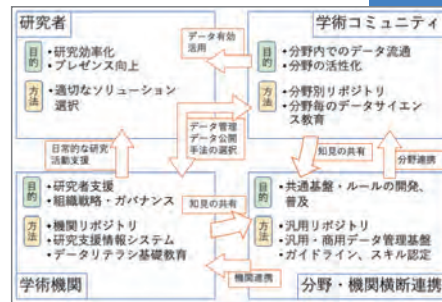 研究者
目的
・研究効率化
・プレゼンス向上
方法
・適切なソリューション
選択
データ有効
活用
学術コミュニティ
目的
・分野内でのデータ流通
・分野の活性化
方法
・分野別リポジトリ
・分野毎のデータサイエン
ス教育
データ管理
データ公開
手法の選択
日常的な研究
活動支援
知見の共有
分野連携
目的
・研究者支援
・組織戦略・ガバナンス
方法
・機関リポジトリ
・研究支援情報システム
・データリテラシ基礎教育
学術機関
知見の共有
機関連携
目的
・共通基盤・ルールの開発、
普及
方法
・汎用リポジトリ
・汎用・商用データ管理基盤
・ガイドライン、スキル認定
分野・機関横断連携